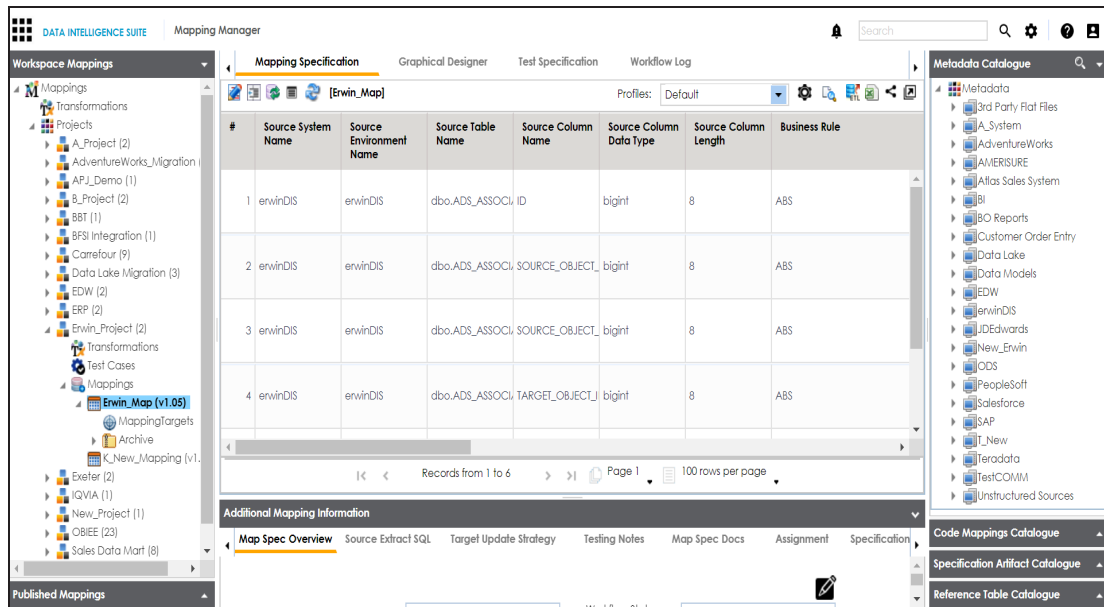 DATA INTELLIGENCE SUITE Mapping Manager Search
Workspace Mappings
Mappings
Transformations
Projects
A_Project (2)
AdventureWorks_Migration
APJ_Demo (1)
B_Project (2)
BBT (1)
BFSI Integration (1)
Carrefour (9)
Data Lake Migration (3)
EDW (2)
ERP (2)
Erwin_Project (2)
Transformations
Test Cases
Mappings
Erwin_Map (v1.05)
MappingTargets
Archive
K_New_Mapping (v1.
Exeter (2)
IQVIA (1)
New_Project (1)
OBIEE (23)
Sales Data Mart (8)
Published Mappings
Mapping Specification Graphical Designer Test Specification Workflow Log
[Erwin_Map] Profiles: Default
# Source System Name Source Environment Name Source Table Name Source Column Name Source Column Data Type Source Column Length Business Rule
1 erwinDIS erwinDIS dbo.ADS_ASSOCI ID bigint 8 ABS
2 erwinDIS erwinDIS dbo.ADS_ASSOCI SOURCE_OBJECT_ bigint 8 ABS
3 erwinDIS erwinDIS dbo.ADS_ASSOCI SOURCE_OBJECT_ bigint 8 ABS
4 erwinDIS erwinDIS dbo.ADS_ASSOCI TARGET_OBJECT_I bigint 8 ABS
Records from 1 to 6 Page 1 100 rows per page
Additional Mapping Information
Map Spec Overview Source Extract SQL Target Update Strategy Testing Notes Map Spec Docs Assignment Specification
Metadata Catalogue
Metadata
3rd Party Flat Files
A_System
AdventureWorks
AMERISURE
Atlas Sales System
BI
BO Reports
Customer Order Entry
Data Lake
Data Models
EDW
erwinDIS
JDEdwards
New_Erwin
ODS
PeopleSoft
Salesforce
SAP
T_New
Teradata
TestCOMM
Unstructured Sources
Code Mappings Catalogue
Specification Artifact Catalogue
Reference Table Catalogue